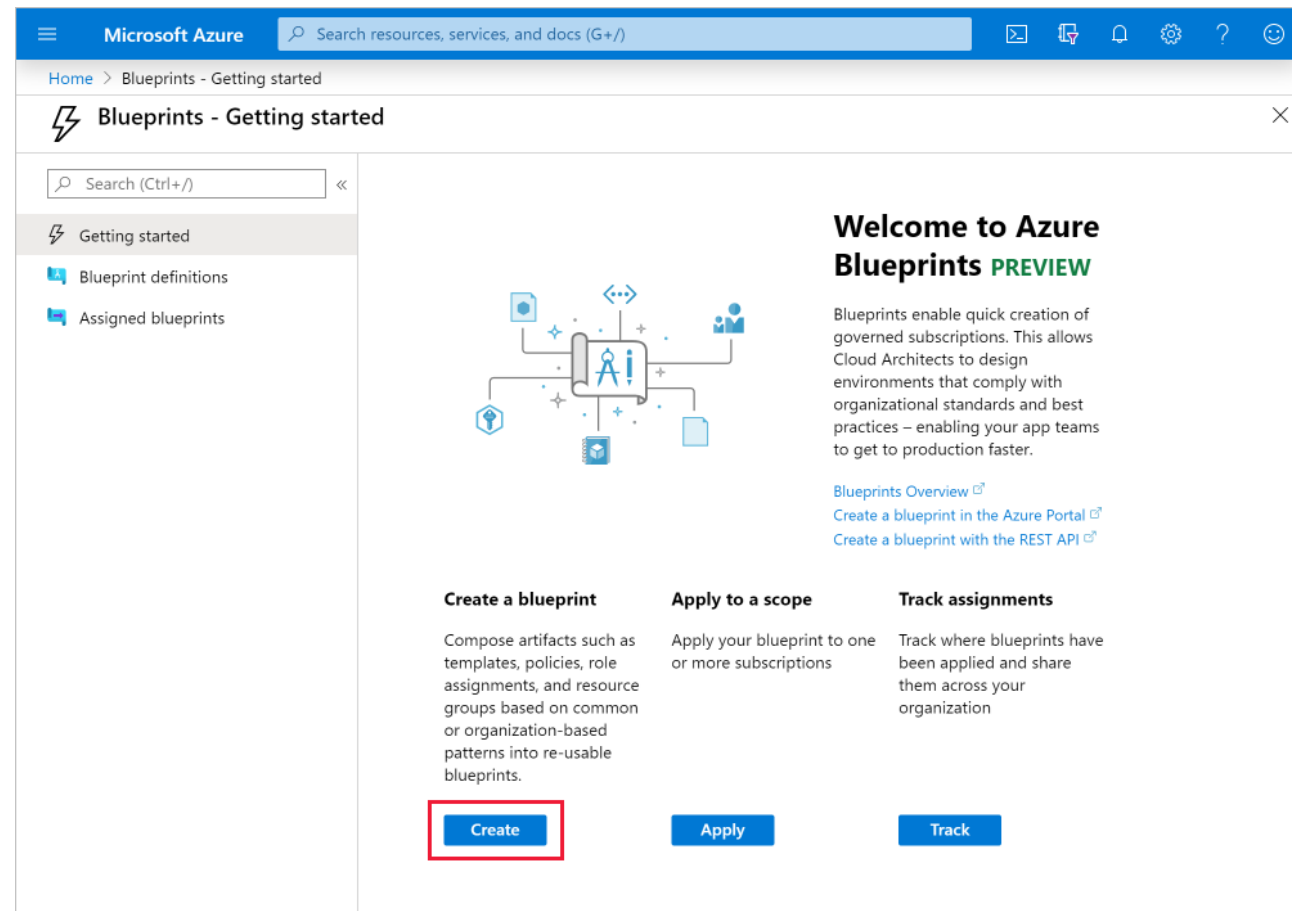 Microsoft Azure
Search resources, services, and docs (G+/)
Home > Blueprints - Getting started
Blueprints - Getting started
Search (Ctrl+/)
Getting started
Blueprint definitions
Assigned blueprints
Welcome to Azure
Blueprints PREVIEW
Blueprints enable quick creation of
governed subscriptions. This allows
Cloud Architects to design
environments that comply with
organizational standards and best
practices – enabling your app teams
to get to production faster.
Blueprints Overview
Create a blueprint in the Azure Portal
Create a blueprint with the REST API
Create a blueprint
Compose artifacts such as
templates, policies, role
assignments, and resource
groups based on common
or organization-based
patterns into re-usable
blueprints.
Create
Apply to a scope
Apply your blueprint to one
or more subscriptions
Apply
Track assignments
Track where blueprints have
been applied and share
them across your
organization
Track